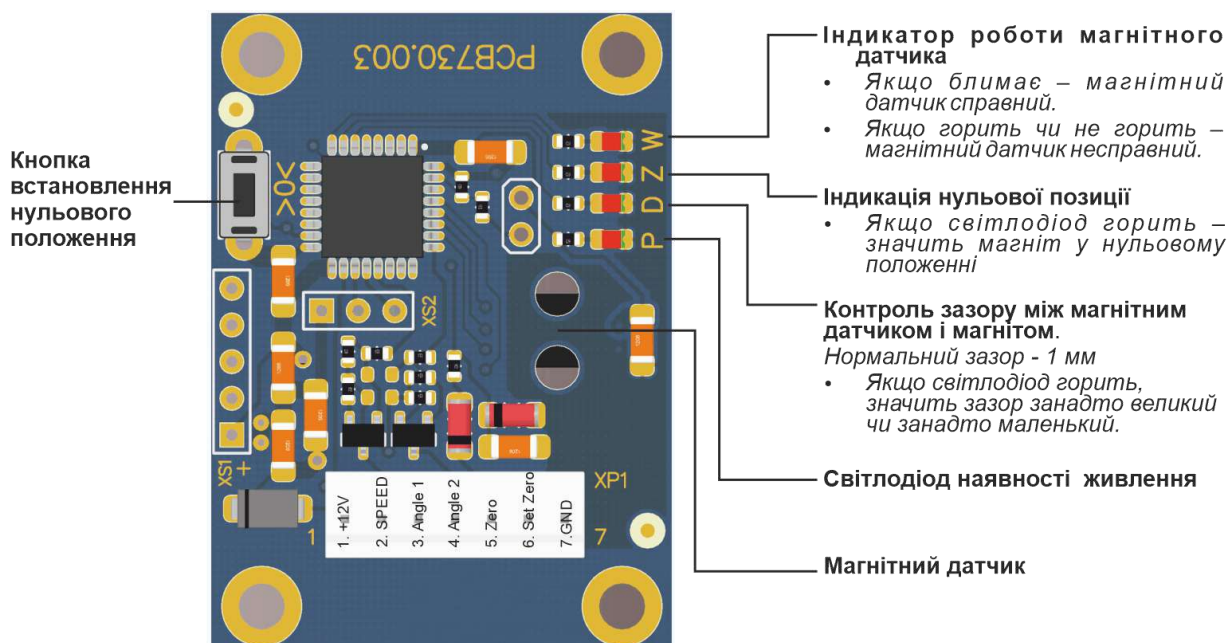 PCB730.003
Кнопка
встановлення
нульового
положення
>0<
W
Z
D
P
XS2
XS1 +
XP1
1
7
1. +12V
2. SPEED
3. Angle 1
4. Angle 2
5. Zero
6. Set Zero
7.GND
Індикатор роботи магнітного
датчика
• Якщо блимає – магнітний
датчик справний.
• Якщо горить чи не горить –
магнітний датчик несправний.
Індикація нульової позиції
• Якщо світлодіод горить –
значить магніт у нульовому
положенні
Контроль зазору між магнітним
датчиком і магнітом.
Нормальний зазор - 1 мм
• Якщо світлодіод горить,
значить зазор занадто великий
чи занадто маленький.
Світлодіод наявності живлення
Магнітний датчик